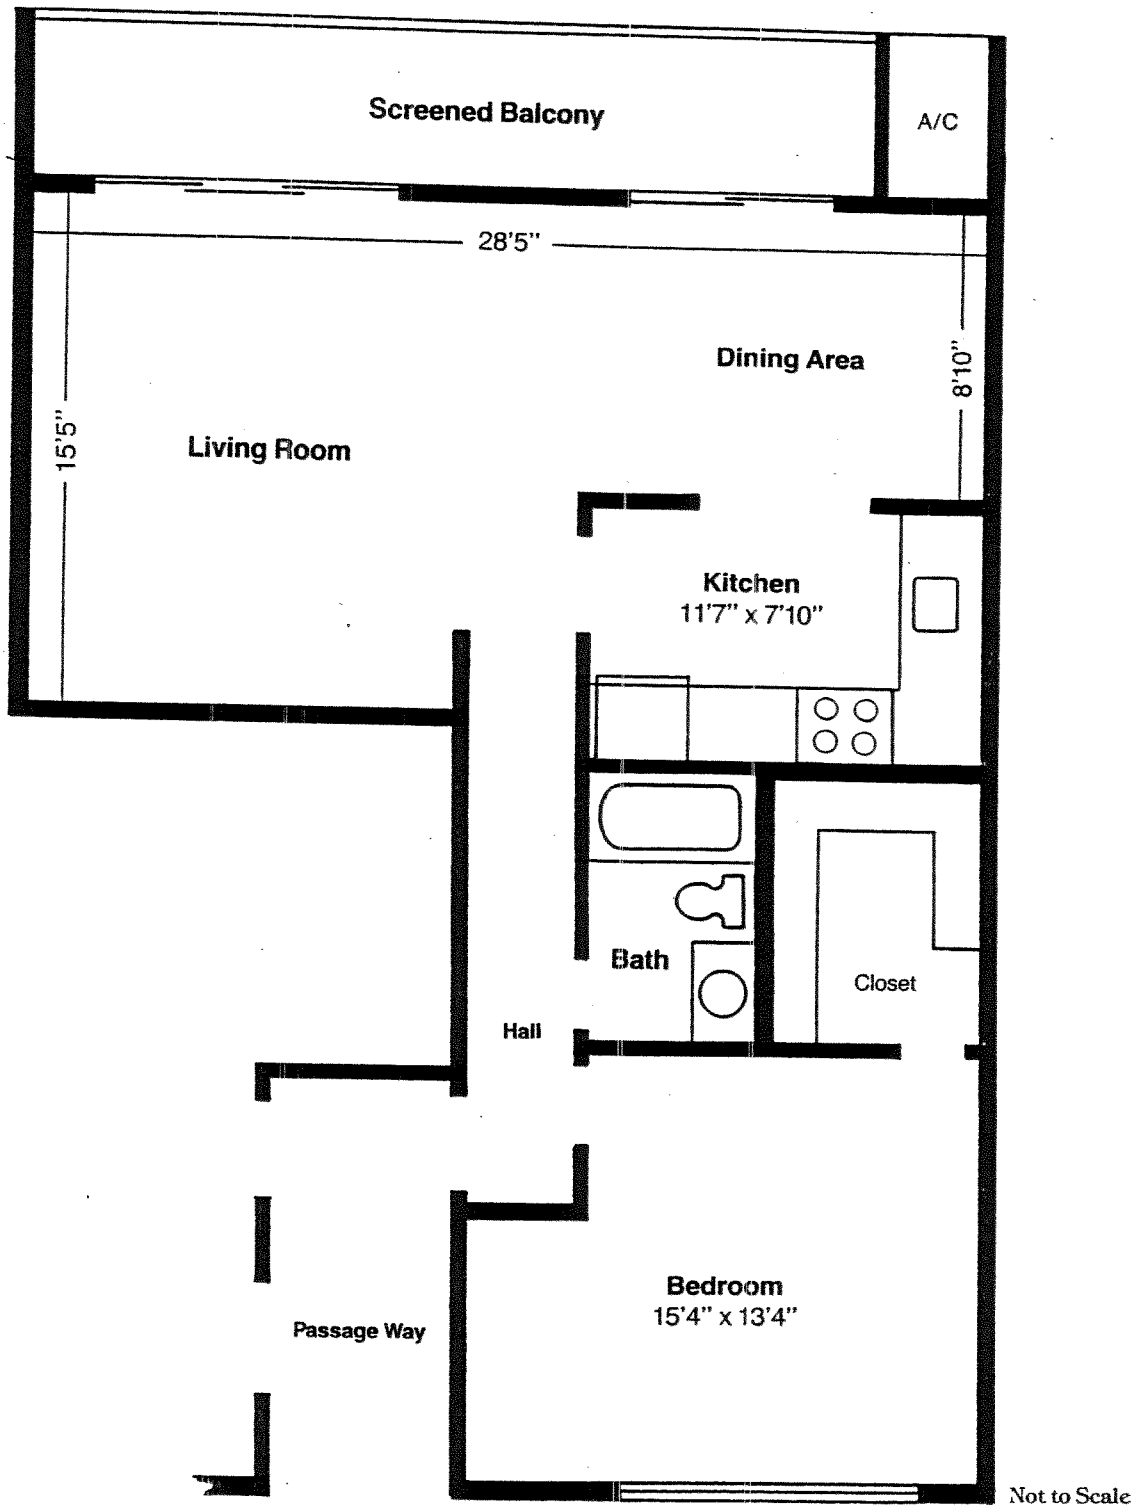 Screened Balcony
A/C
28'5"
Dining Area
8'10"
15'5"
Living Room
Kitchen
11'7" x 7'10"
Bath
Closet
Hall
Bedroom
15'4" x 13'4"
Passage Way
Not to Scale